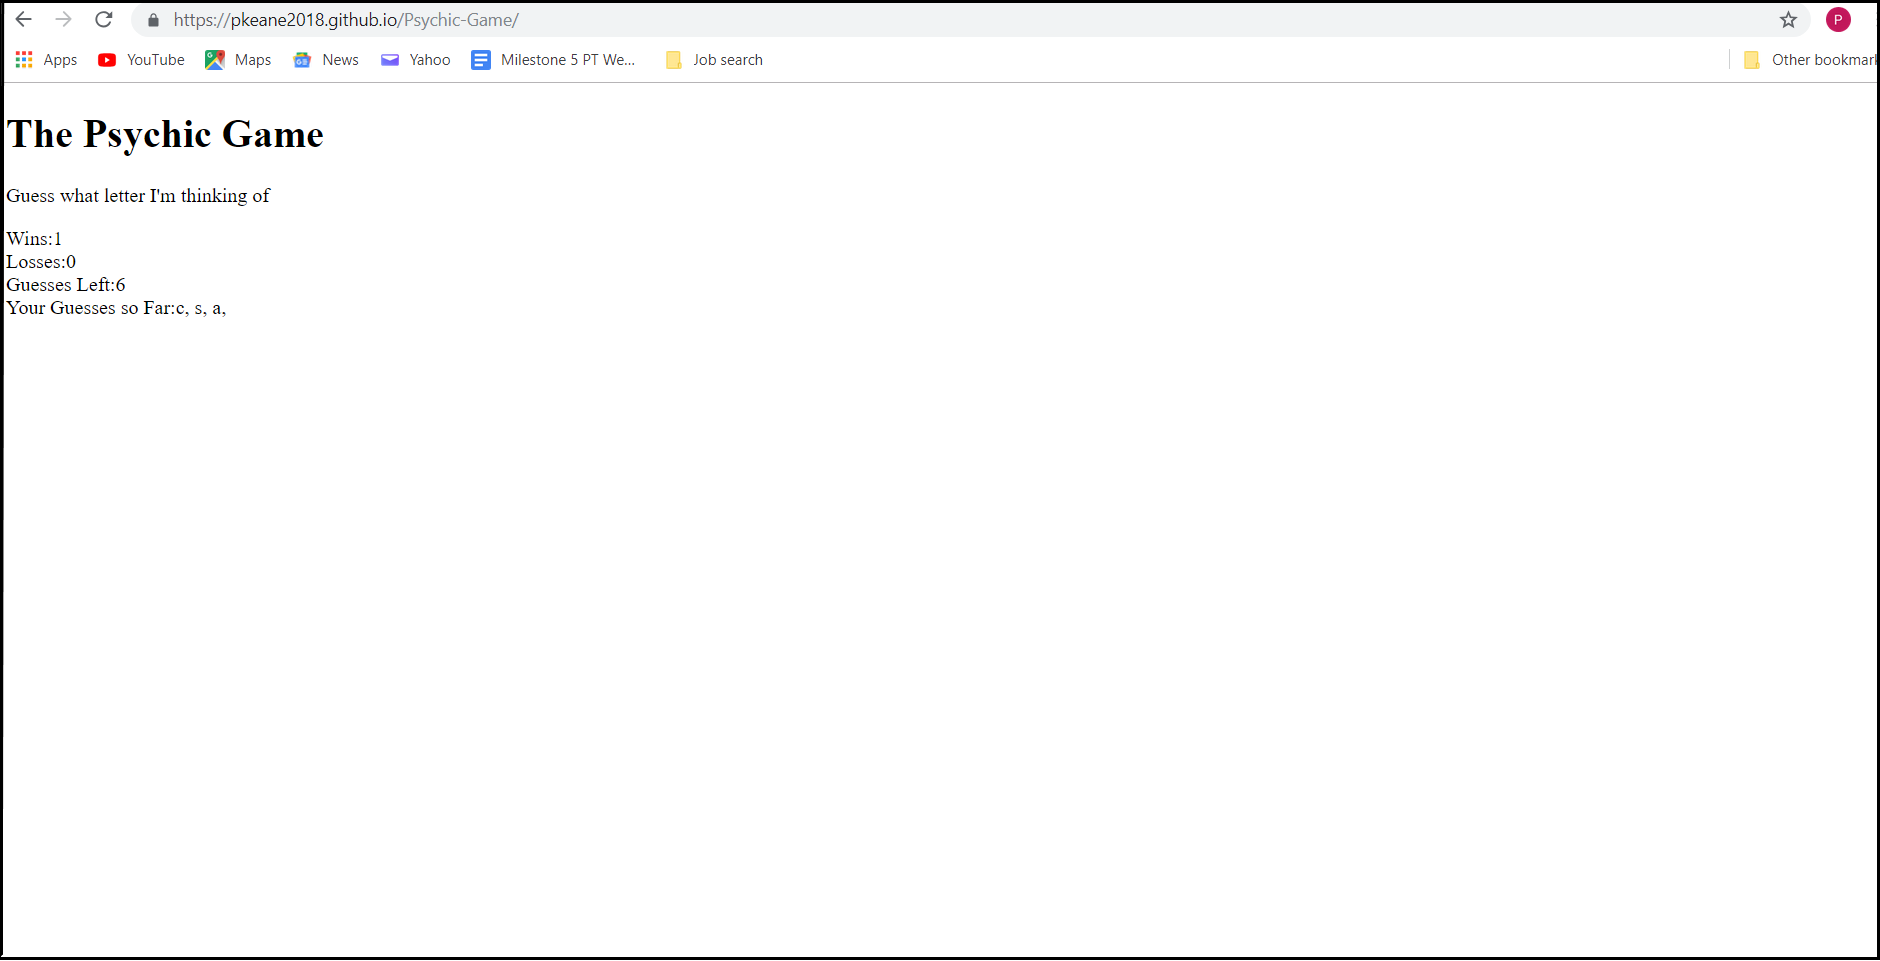 https://pkeane2018.github.io/Psychic-Game/
P
Apps YouTube Maps News Yahoo Milestone 5 PT We... Job search Other bookmark
The Psychic Game
Guess what letter I'm thinking of
Wins:1
Losses:0
Guesses Left:6
Your Guesses so Far:c, s, a,